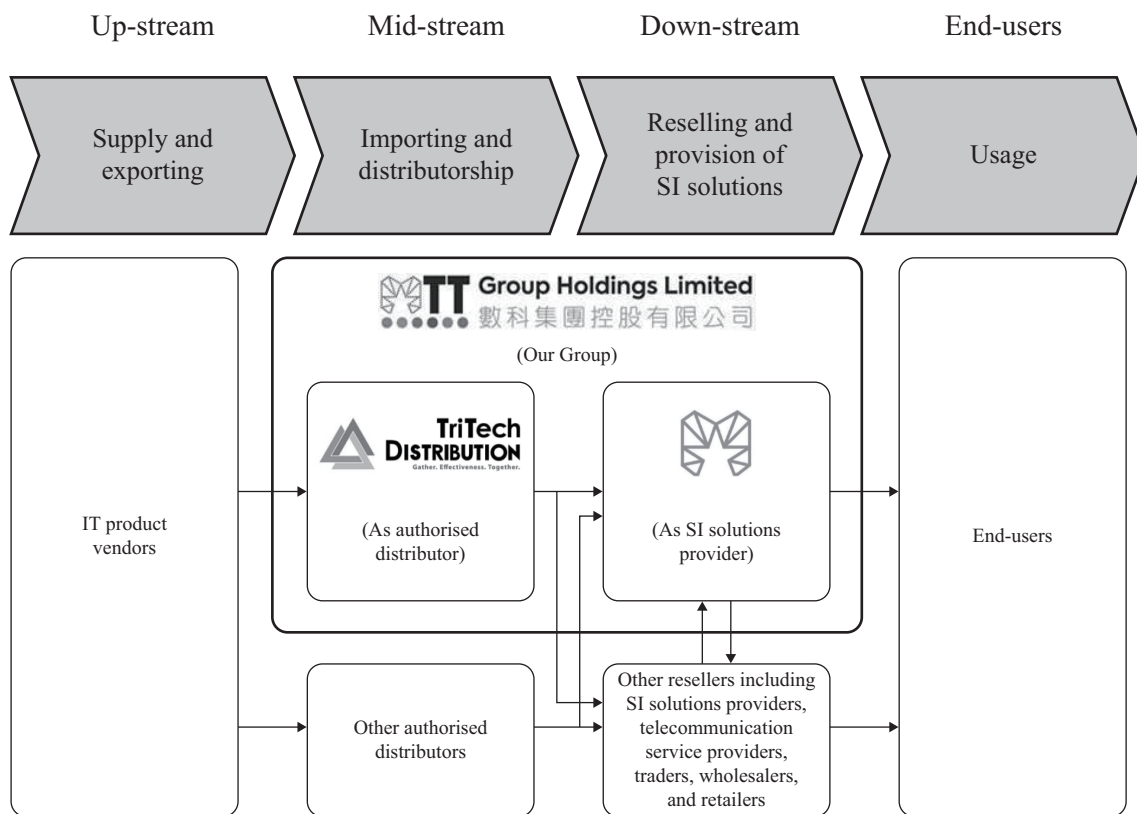 Up-stream
Mid-stream
Down-stream
End-users
Supply and
exporting
Importing and
distributorship
Reselling and
provision of
SI solutions
Usage
TT Group Holdings Limited
數科集團控股有限公司
(Our Group)
TriTech
Distribution
Gather. Effectiveness. Together.
IT product
vendors
(As authorised
distributor)
(As SI solutions
provider)
End-users
Other authorised
distributors
Other resellers including
SI solutions providers,
telecommunication
service providers,
traders, wholesalers,
and retailers